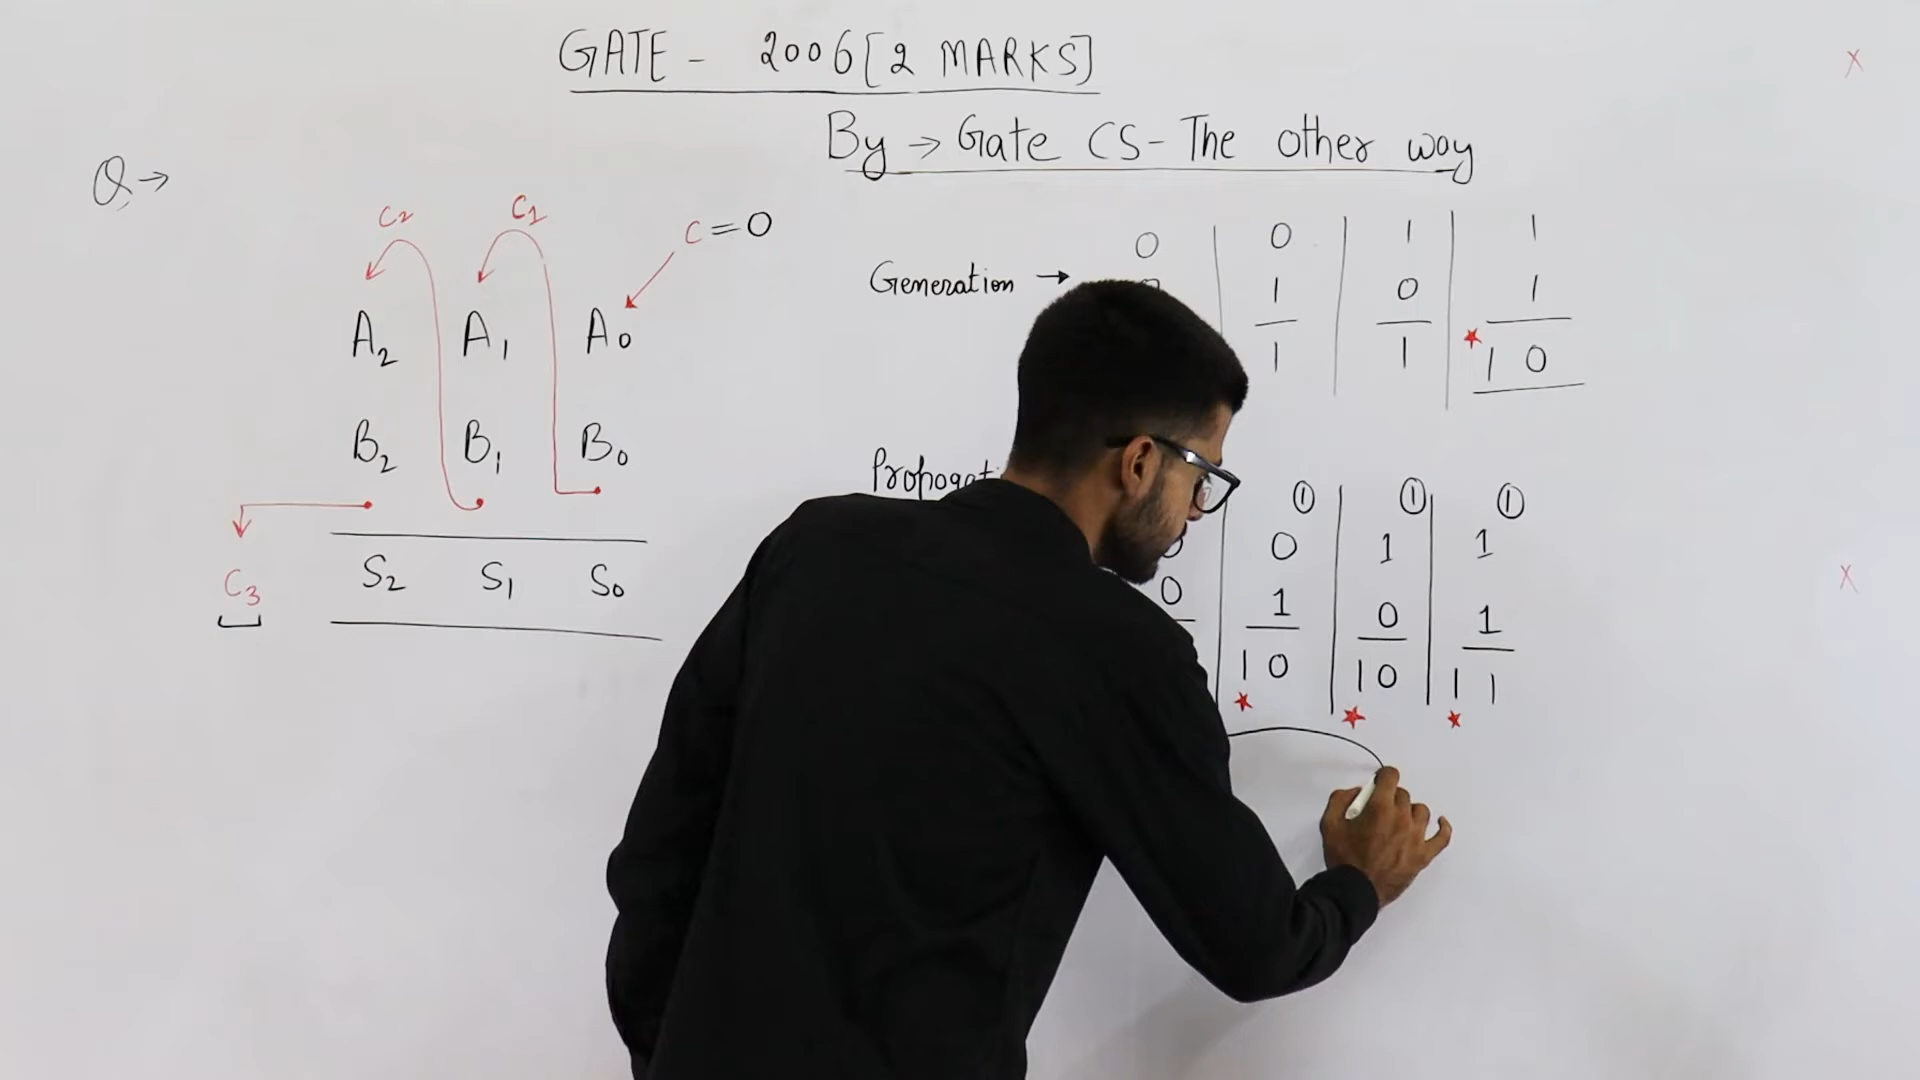 GATE - 2006 [2 MARKS]
By → Gate CS - The other way
Q →
C2 C1 C = 0
A2 A1 A0
B2 B1 B0
C3 S2 S1 S0
Generation →
0 0 1 1
1 0 1
1 1 10
1 1 1
0 1 1
0 1 0 1
10 10 11
X
X